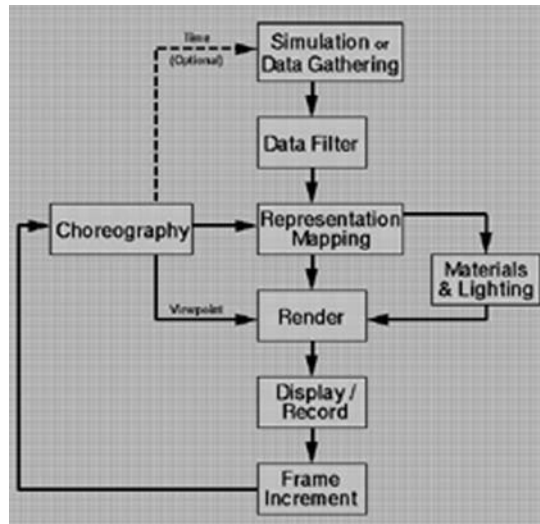 Time
(Optional)
Simulation or
Data Gathering
Data Filter
Choreography
Representation
Mapping
Materials
& Lighting
Viewpoint
Render
Display /
Record
Frame
Increment